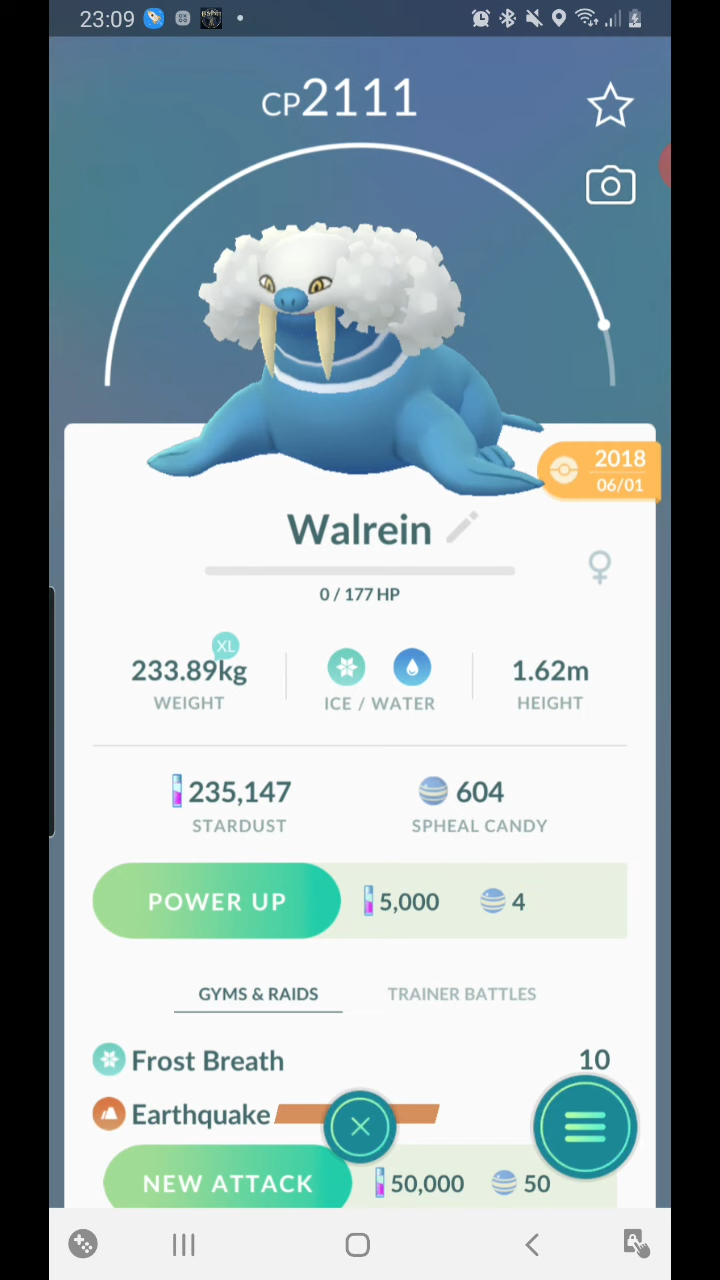 23:09
CP2111
2018
06/01
Walrein
0 / 177 HP
XL
233.89kg
WEIGHT
ICE / WATER
1.62m
HEIGHT
235,147
STARDUST
604
SPHEAL CANDY
POWER UP
5,000
4
GYMS & RAIDS
TRAINER BATTLES
Frost Breath
10
Earthquake
NEW ATTACK
50,000
50